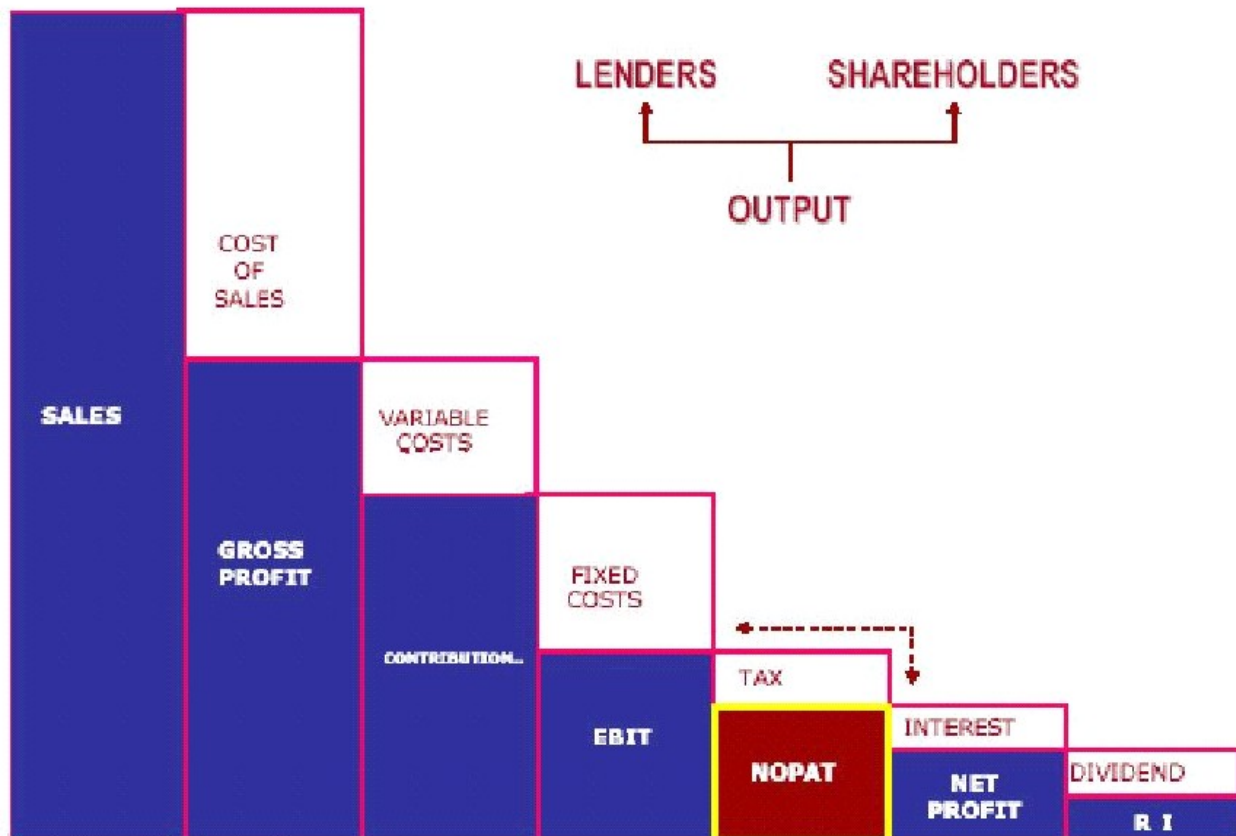 LENDERS
SHAREHOLDERS
OUTPUT
COST
OF
SALES
SALES
VARIABLE
COSTS
GROSS
PROFIT
FIXED
COSTS
CONTRIBUTION...
TAX
EBIT
INTEREST
NOPAT
DIVIDEND
NET
PROFIT
R I